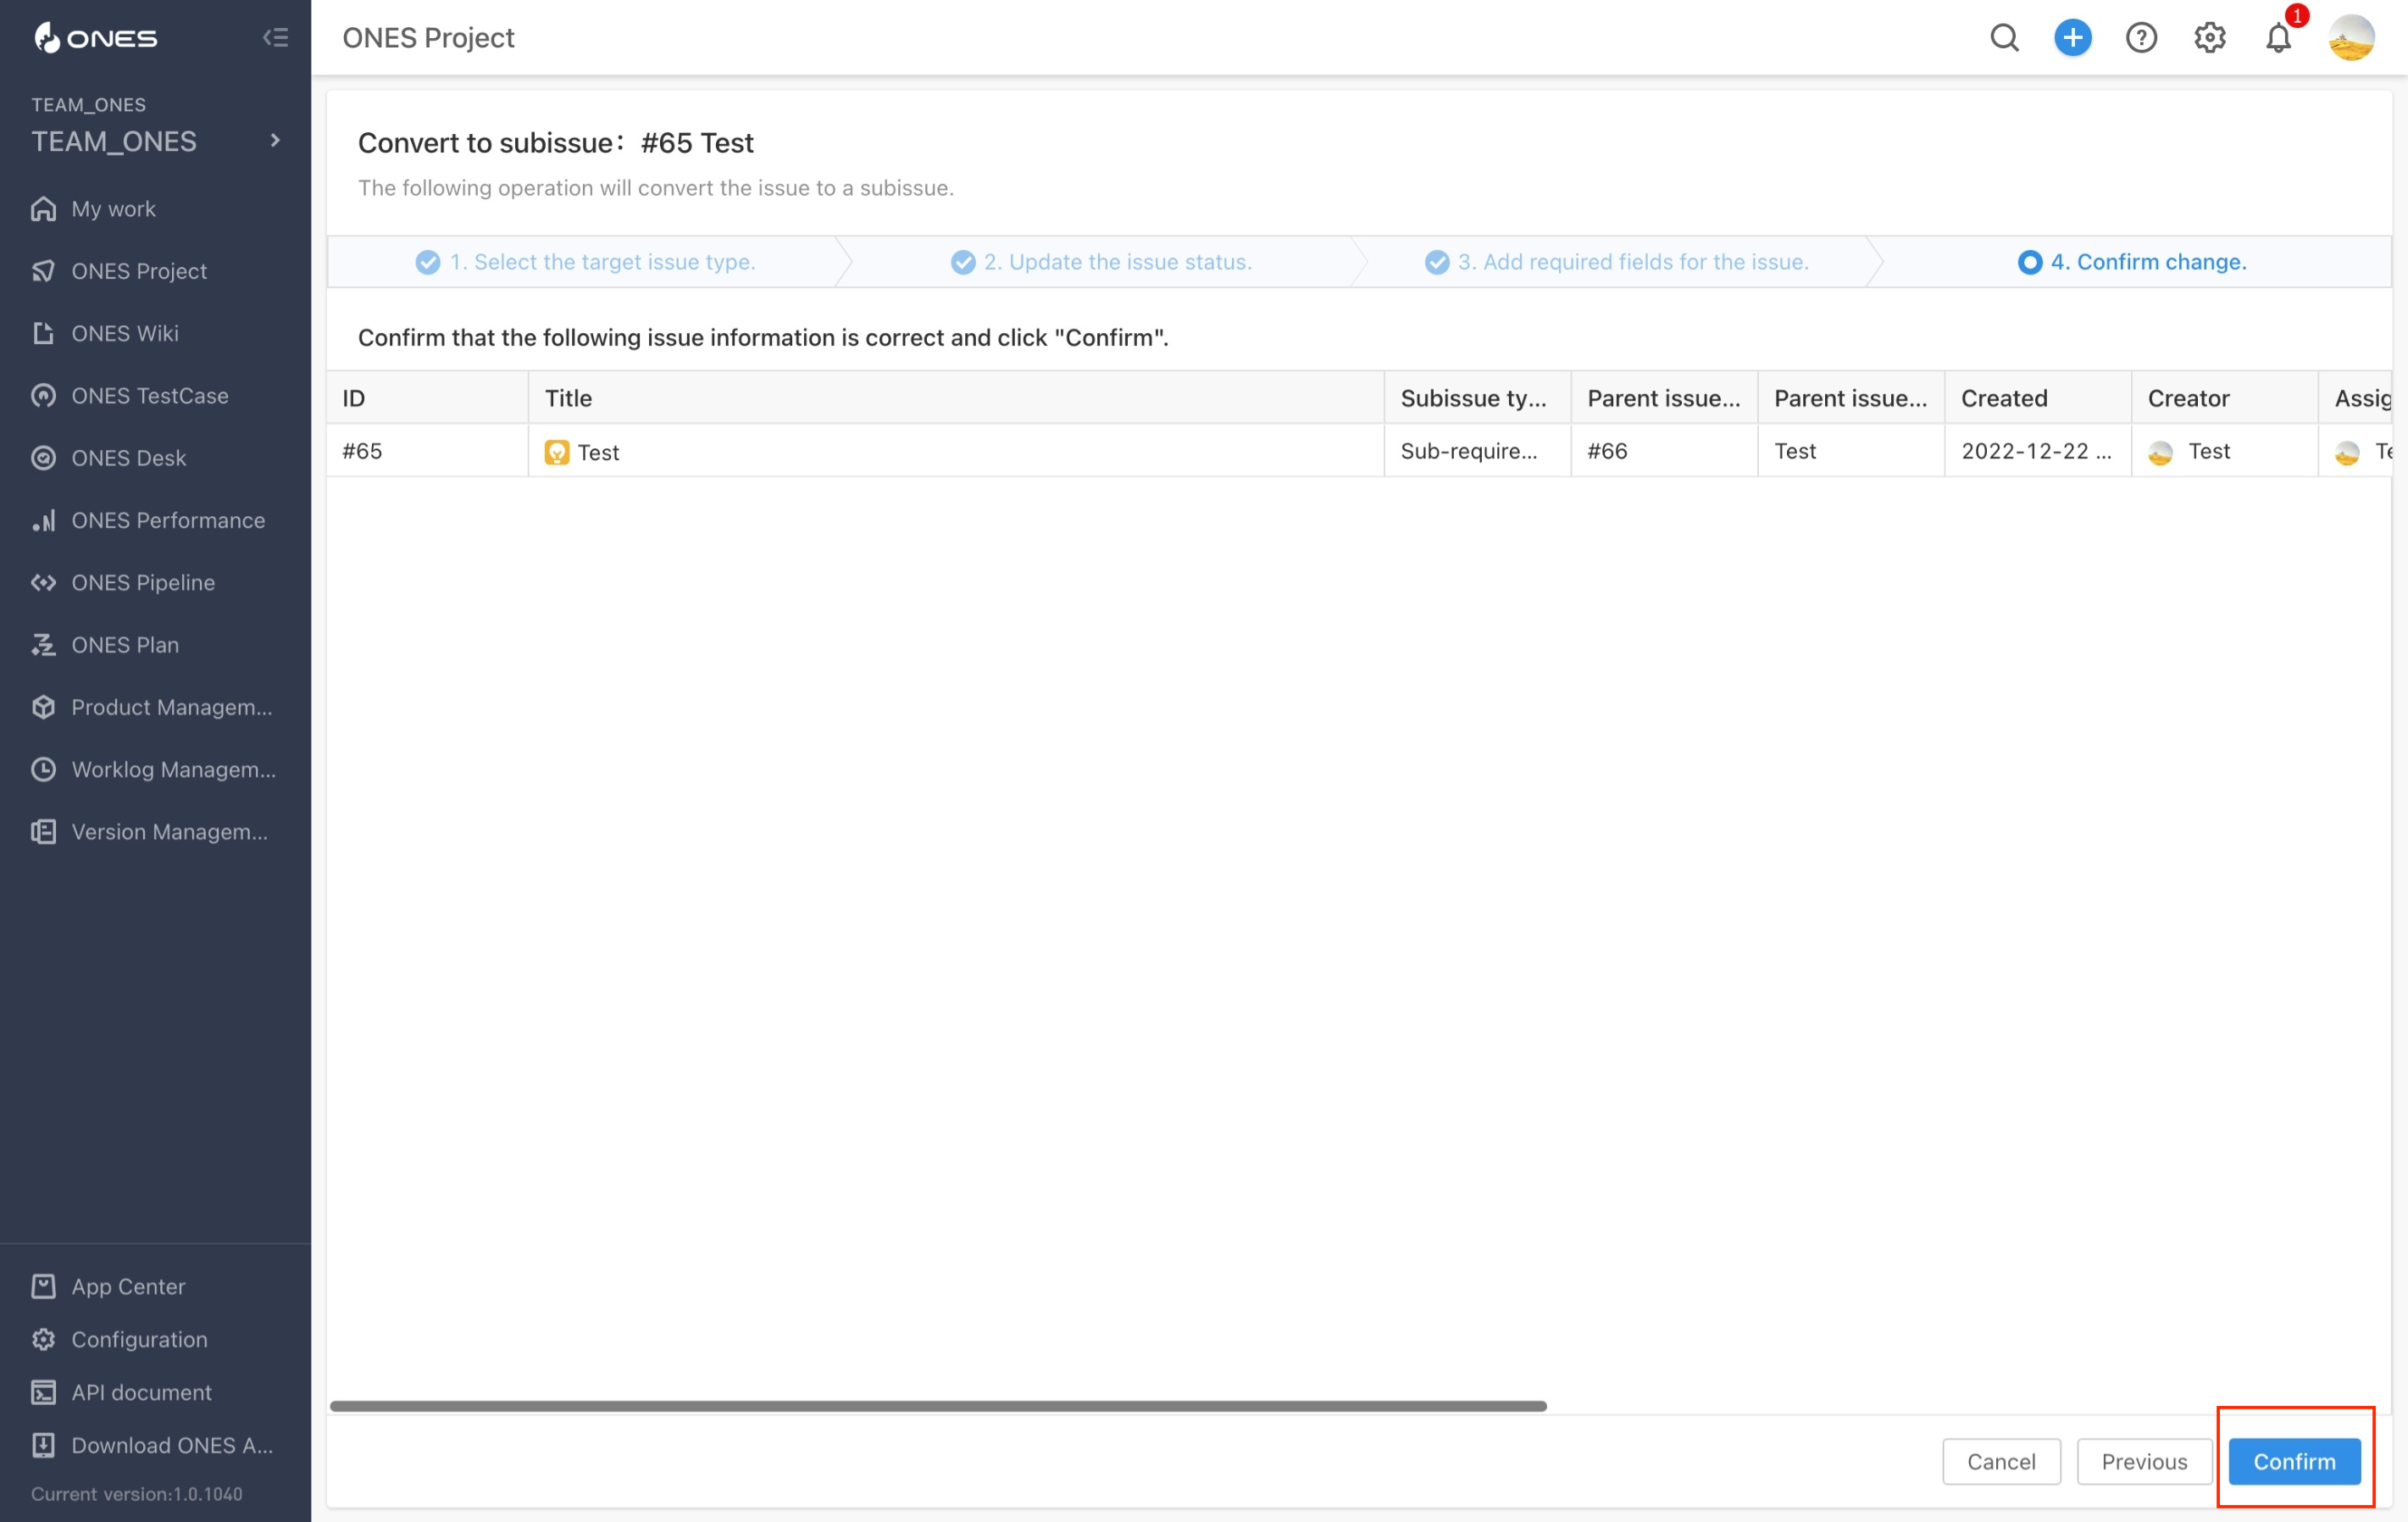 ONES
ONES Project
1
TEAM_ONES
TEAM_ONES
My work
ONES Project
ONES Wiki
ONES TestCase
ONES Desk
ONES Performance
ONES Pipeline
ONES Plan
Product Managem...
Worklog Managem...
Version Managem...
App Center
Configuration
API document
Download ONES A...
Current version:1.0.1040
Convert to subissue: #65 Test
The following operation will convert the issue to a subissue.
1. Select the target issue type. 2. Update the issue status. 3. Add required fields for the issue. 4. Confirm change.
Confirm that the following issue information is correct and click "Confirm".
ID Title Subissue ty... Parent issue... Parent issue... Created Creator Assig
#65 Test Sub-require... #66 Test 2022-12-22 ... Test Te
Cancel Previous Confirm